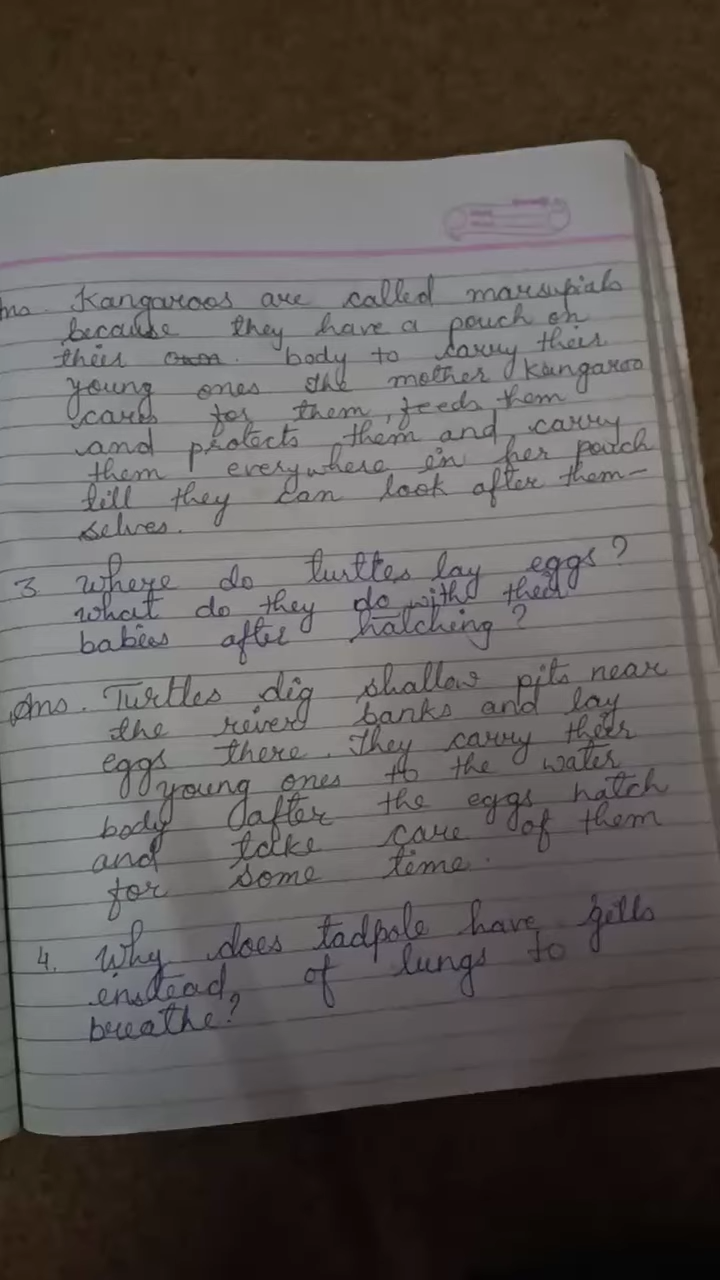 Ans. Kangaroos are called marsupials
because they have a pouch on
their body to carry their
young ones the mother Kangaroo
cares for them, feeds them
and protects them and carry
them everywhere in her pouch
till they can look after them-
selves.
3 where do turttes lay eggs?
what do they do with their
babies after hatching?
Ans. Turtles dig shallow pits near
the river banks and lay
eggs there. They carry their
young ones to the water
body after the eggs hatch
and take care of them
for some time.
4. Why does tadpole have gills
instead of lungs to
breathe?